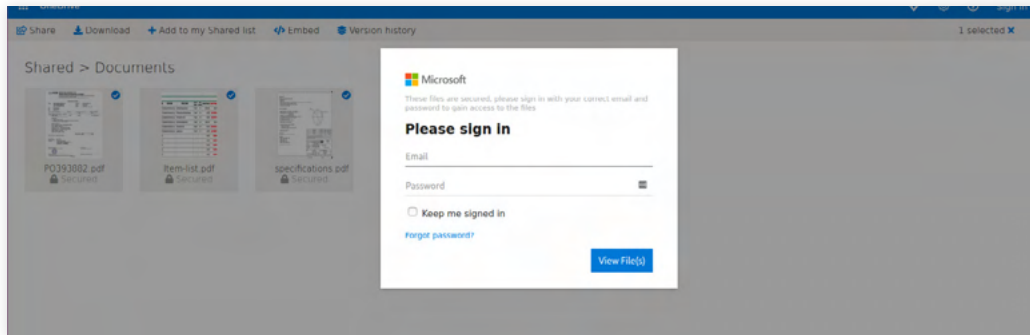 OneDrive
Sign in
Share Download Add to my Shared list Embed Version history 1 selected
Shared > Documents
PO393882.pdf
Secured
Item-list.pdf
Secured
specifications.pdf
Secured
Microsoft
These files are secured, please sign in with your correct email and
password to gain access to the files
Please sign in
Email
Password
Keep me signed in
Forgot password?
View File(s)